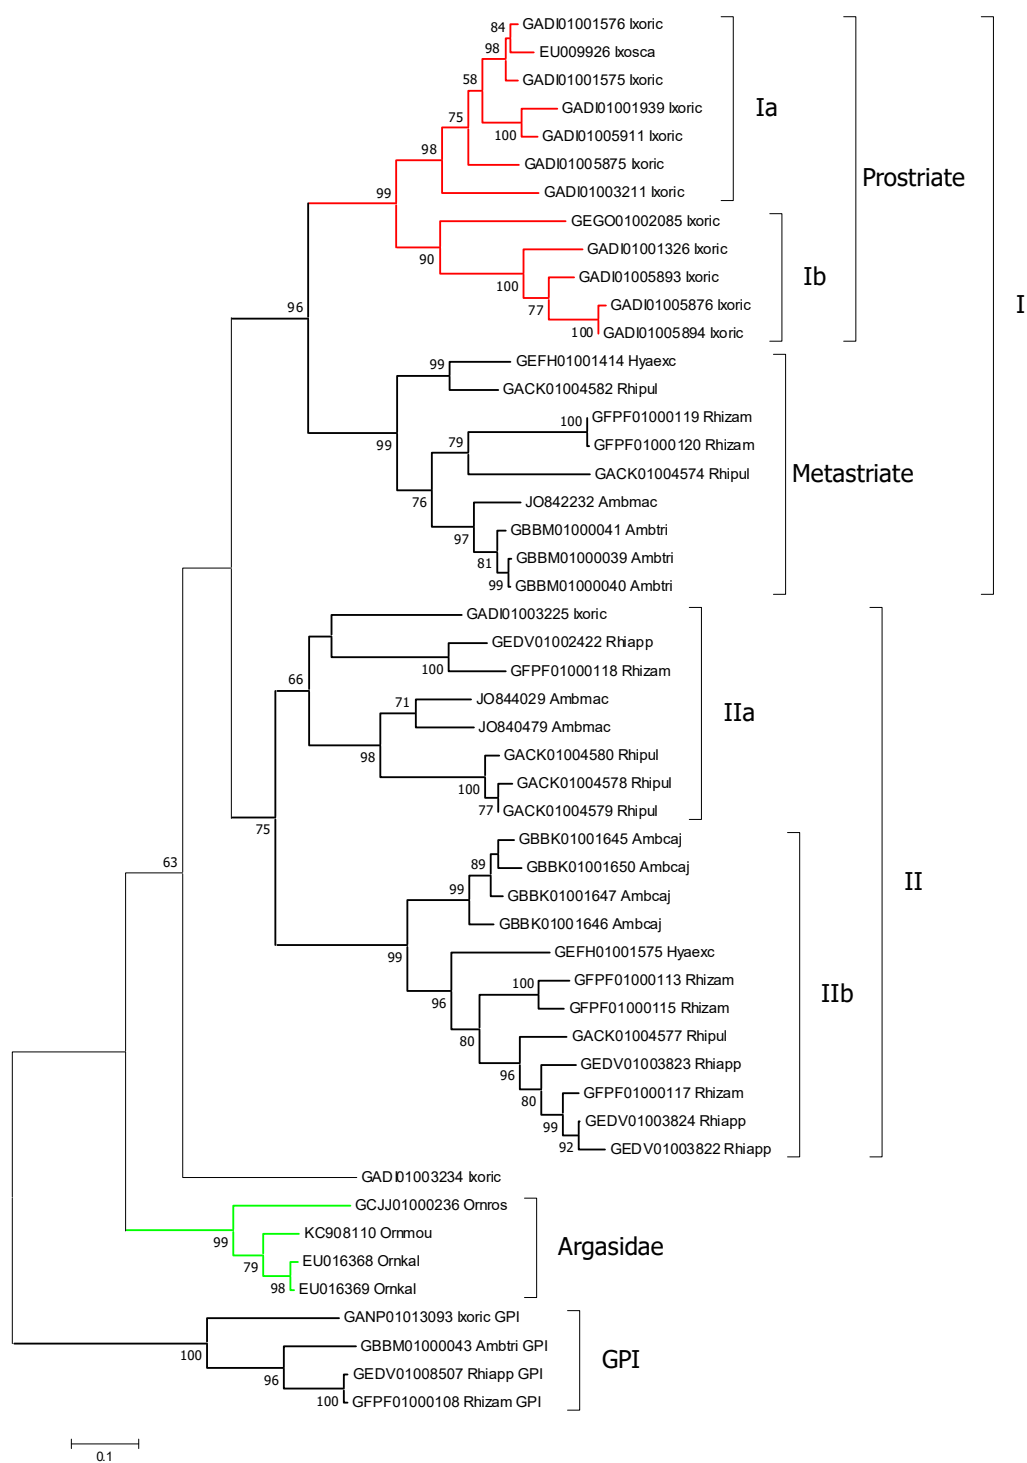 84
GADI01001576 Ixoric
98
EU009926 Ixosca
58
GADI01001575 Ixoric
GADI01001939 Ixoric
Ia
75
100
GADI01005911 Ixoric
98
GADI01005875 Ixoric
Prostriate
99
GADI01003211 Ixoric
GEGO01002085 Ixoric
90
GADI01001326 Ixoric
Ib
100
GADI01005893 Ixoric
I
96
77
GADI01005876 Ixoric
100
GADI01005894 Ixoric
99
GEFH01001414 Hyaexc
GACK01004582 Rhipul
100
GFPF01000119 Rhizam
99
79
GFPF01000120 Rhizam
GACK01004574 Rhipul
Metastriate
76
JO842232 Ambmac
97
GBBM01000041 Ambtri
81
GBBM01000039 Ambtri
99
GBBM01000040 Ambtri
GADI01003225 Ixoric
GEDV01002422 Rhiapp
66
100
GFPF01000118 Rhizam
71
JO844029 Ambmac
IIa
JO840479 Ambmac
98
GACK01004580 Rhipul
100
GACK01004578 Rhipul
77
GACK01004579 Rhipul
75
GBBK01001645 Ambcaj
63
89
GBBK01001650 Ambcaj
II
99
GBBK01001647 Ambcaj
GBBK01001646 Ambcaj
99
GEFH01001575 Hyaexc
100
GFPF01000113 Rhizam
IIb
96
GFPF01000115 Rhizam
80
GACK01004577 Rhipul
96
GEDV01003823 Rhiapp
80
GFPF01000117 Rhizam
99
GEDV01003824 Rhiapp
92
GEDV01003822 Rhiapp
GADI01003234 Ixoric
GCJJ01000236 Ornros
99
KC908110 Ornmou
Argasidae
79
EU016368 Ornkal
98
EU016369 Ornkal
GANP01013093 Ixoric GPI
100
GBBM01000043 Ambtri GPI
GPI
96
GEDV01008507 Rhiapp GPI
100
GFPF01000108 Rhizam GPI
0.1